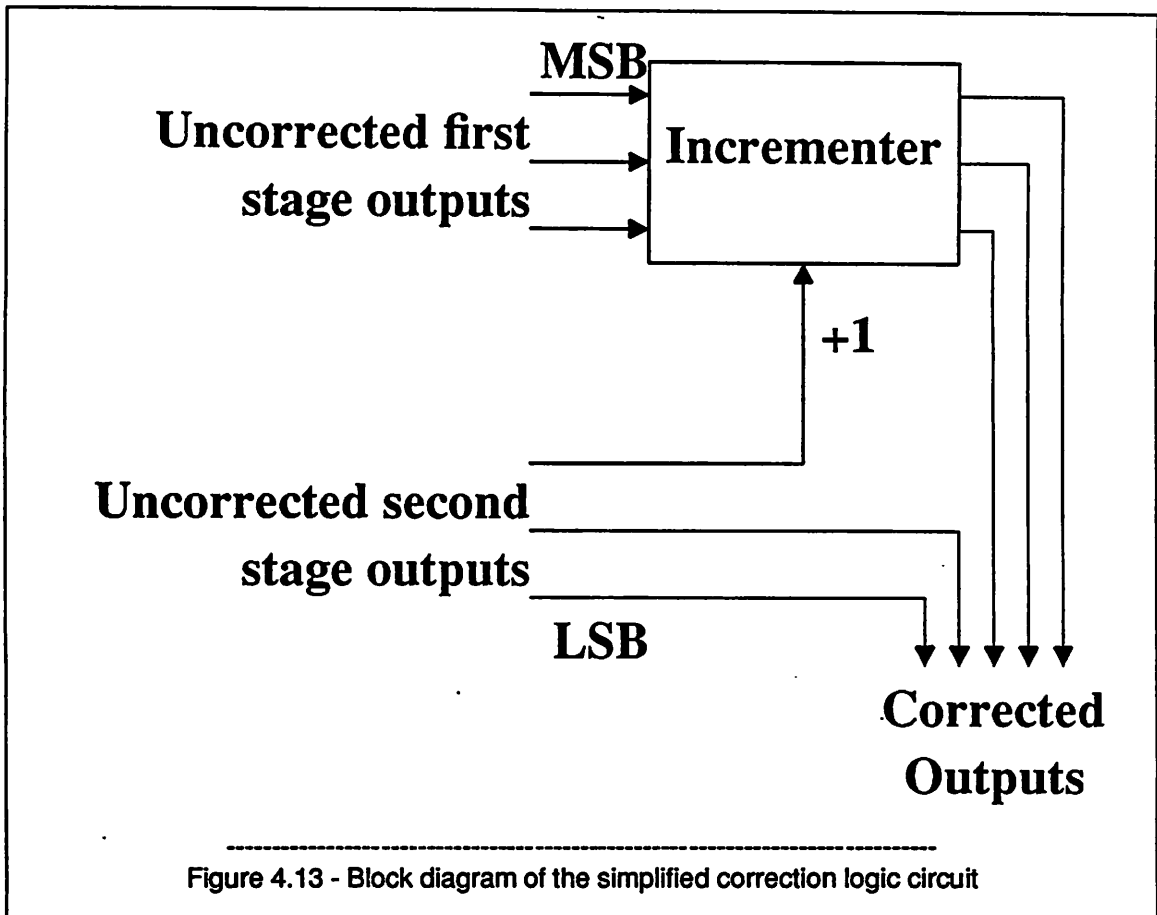 MSB
Uncorrected first
stage outputs
Incrementer
+1
Uncorrected second
stage outputs
LSB
Corrected
Outputs
Figure 4.13 - Block diagram of the simplified correction logic circuit